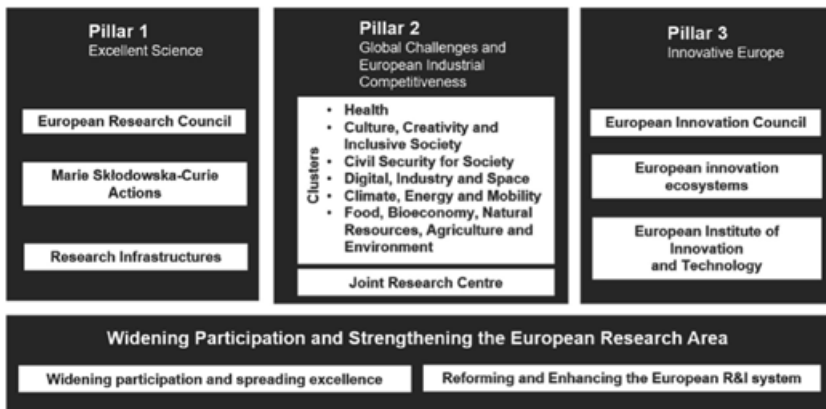 Pillar 1
Excellent Science
European Research Council
Marie Skłodowska-Curie
Actions
Research Infrastructures
Pillar 2
Global Challenges and
European Industrial
Competitiveness
Clusters
• Health
• Culture, Creativity and
Inclusive Society
• Civil Security for Society
• Digital, Industry and Space
• Climate, Energy and Mobility
• Food, Bioeconomy, Natural
Resources, Agriculture and
Environment
Joint Research Centre
Pillar 3
Innovative Europe
European Innovation Council
European innovation
ecosystems
European Institute of
Innovation
and Technology
Widening Participation and Strengthening the European Research Area
Widening participation and spreading excellence
Reforming and Enhancing the European R&I system